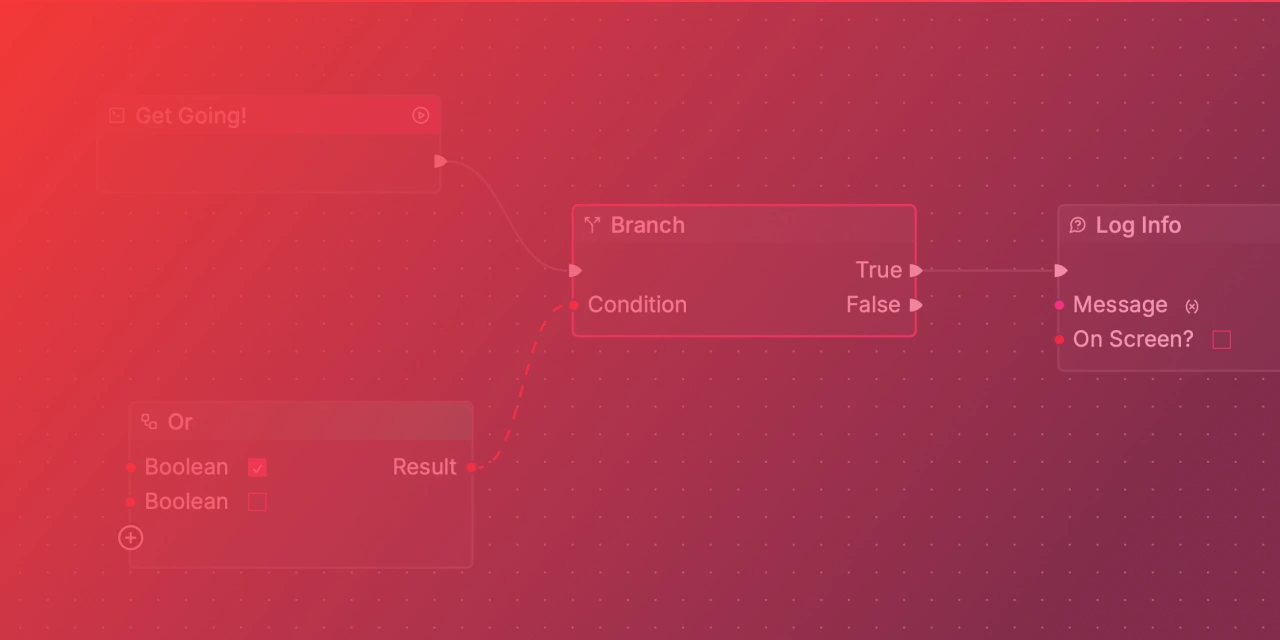 Get Going!
Branch
True
Condition
False
Log Info
Message (x)
On Screen?
Or
Boolean
Result
Boolean